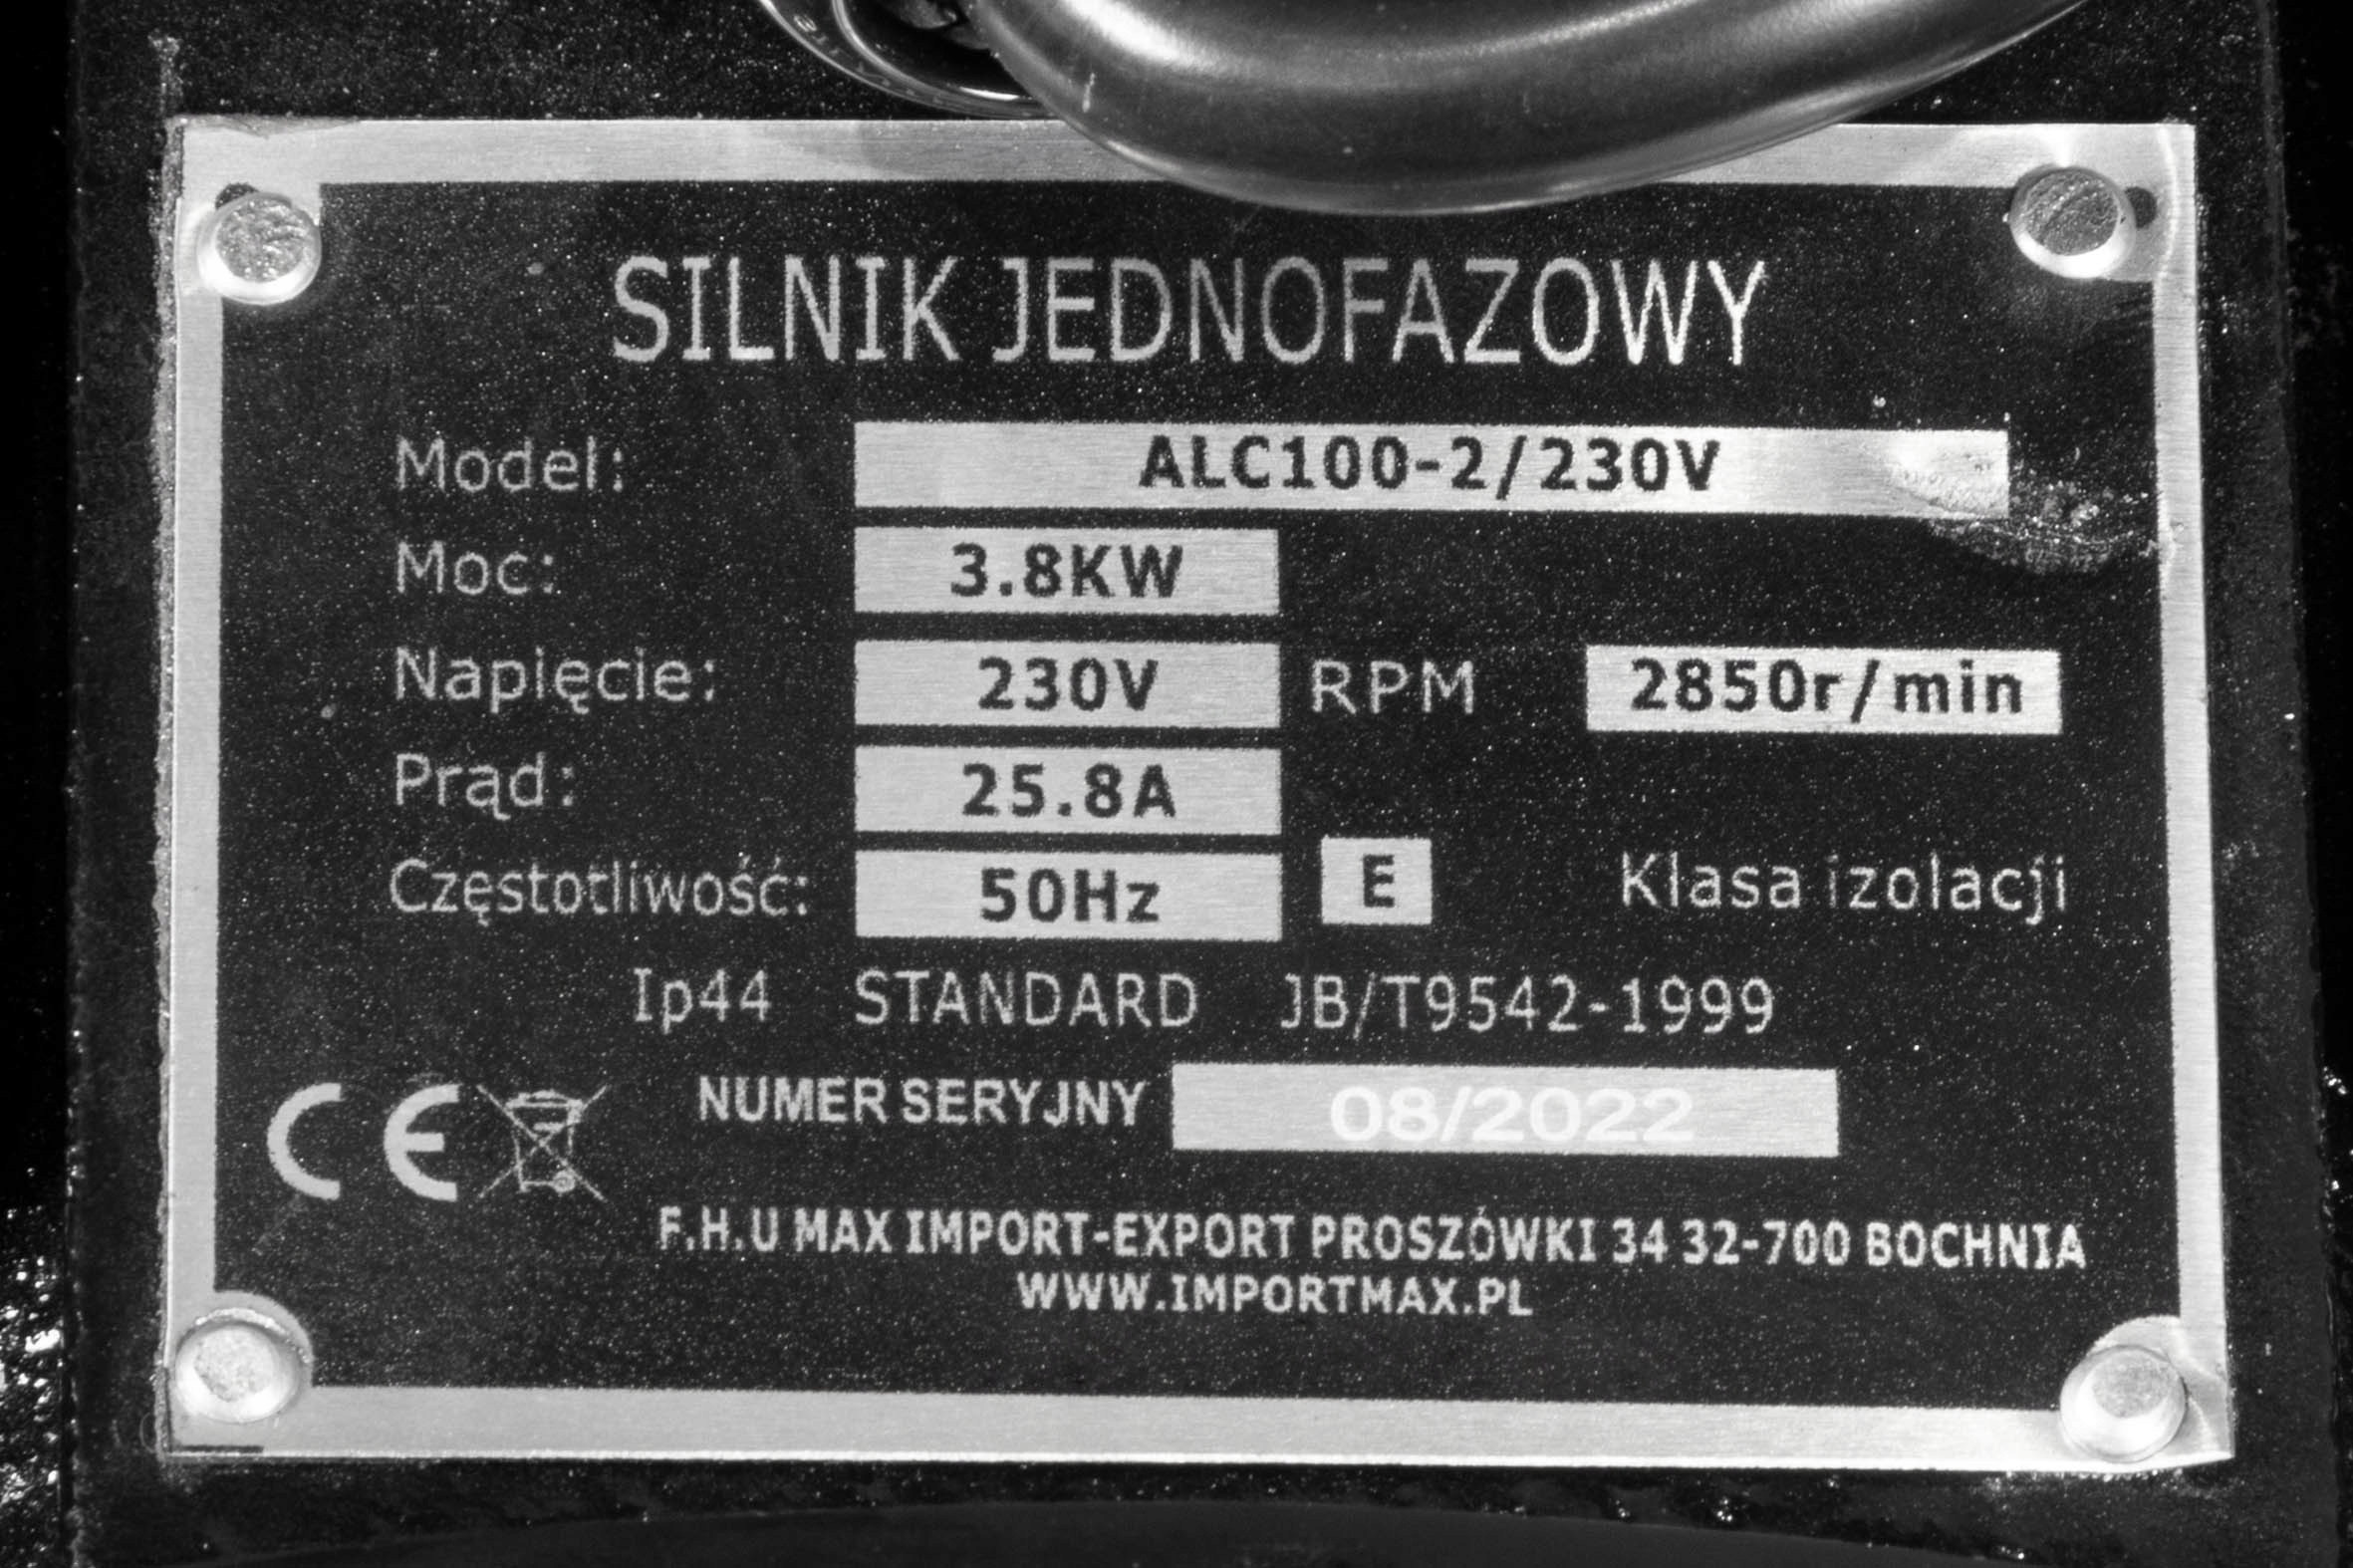 SILNIK JEDNOFAZOWY
Model: ALC100-2/230V
Moc: 3.8KW
Napięcie: 230V RPM 2850r/min
Prąd: 25.8A
Częstotliwość: 50Hz E Klasa izolacji
Ip44 STANDARD JB/T9542-1999
CE NUMER SERYJNY 08/2022
F.H.U MAX IMPORT-EXPORT PROSZÓWKI 34 32-700 BOCHNIA
WWW.IMPORTMAX.PL